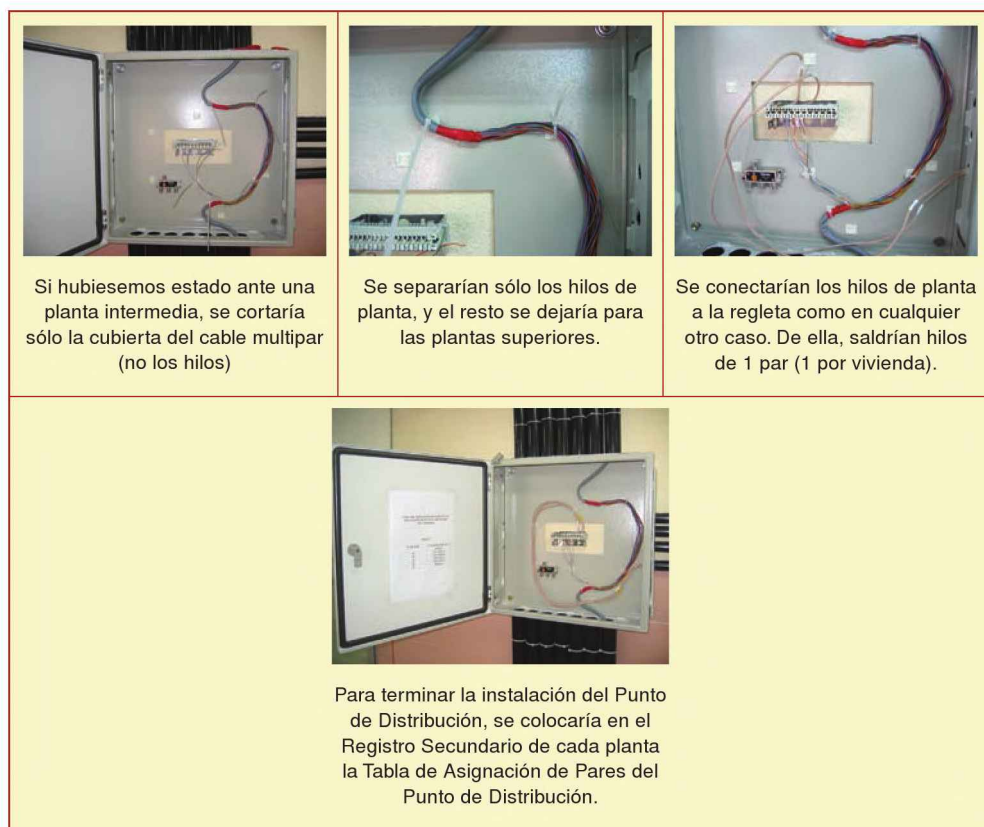 Si hubiesemos estado ante una
planta intermedia, se cortaría
sólo la cubierta del cable multipar
(no los hilos)
Se separarían sólo los hilos de
planta, y el resto se dejaría para
las plantas superiores.
Se conectarían los hilos de planta
a la regleta como en cualquier
otro caso. De ella, saldrían hilos
de 1 par (1 por vivienda).
Para terminar la instalación del Punto
de Distribución, se colocaría en el
Registro Secundario de cada planta
la Tabla de Asignación de Pares del
Punto de Distribución.